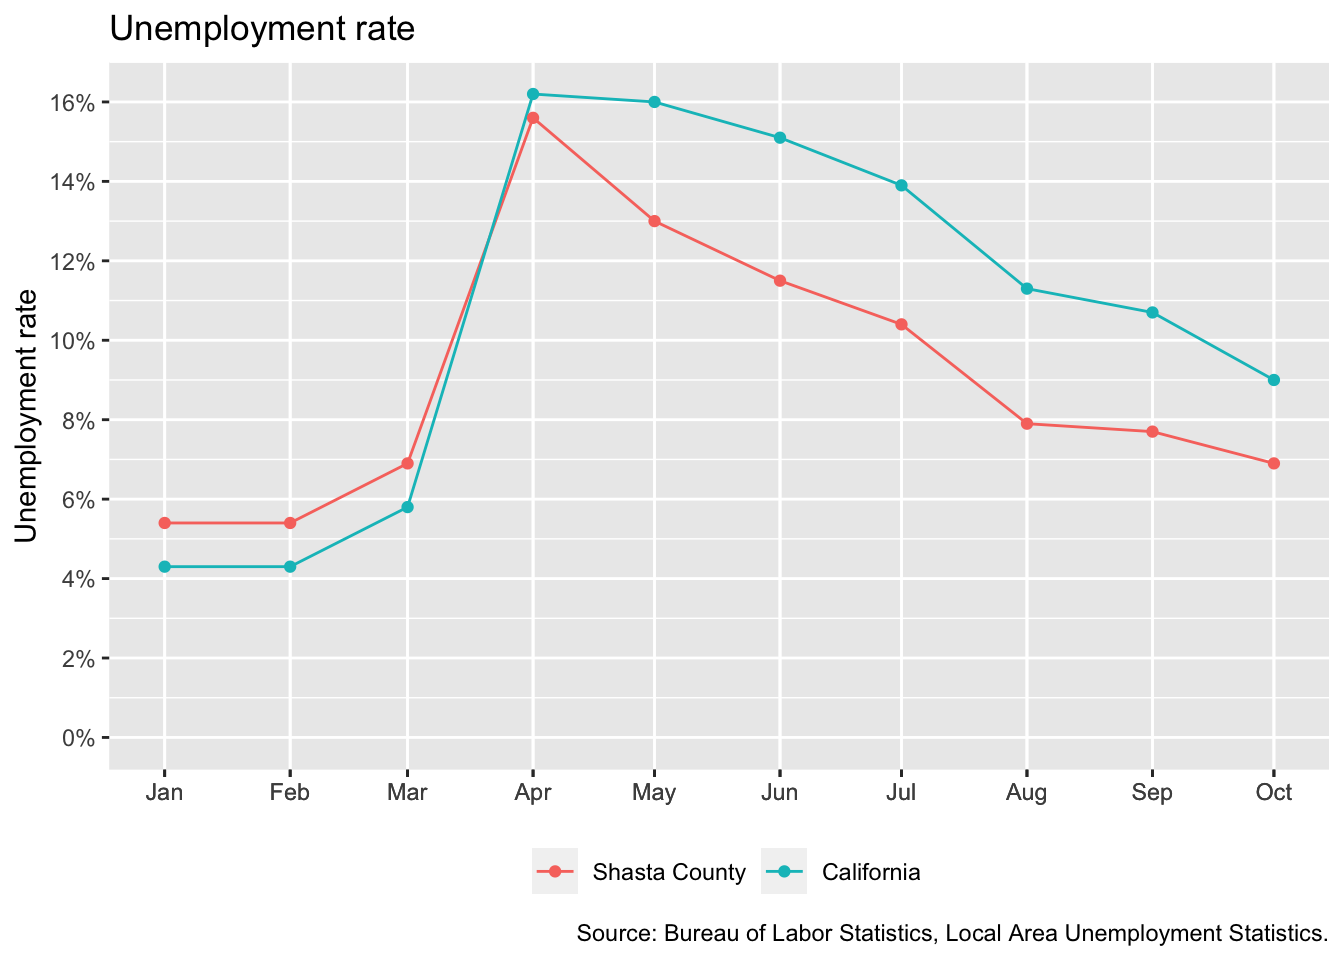 Unemployment rate
Unemployment rate
16%
14%
12%
10%
8%
6%
4%
2%
0%
Jan Feb Mar Apr May Jun Jul Aug Sep Oct
Shasta County California
Source: Bureau of Labor Statistics, Local Area Unemployment Statistics.